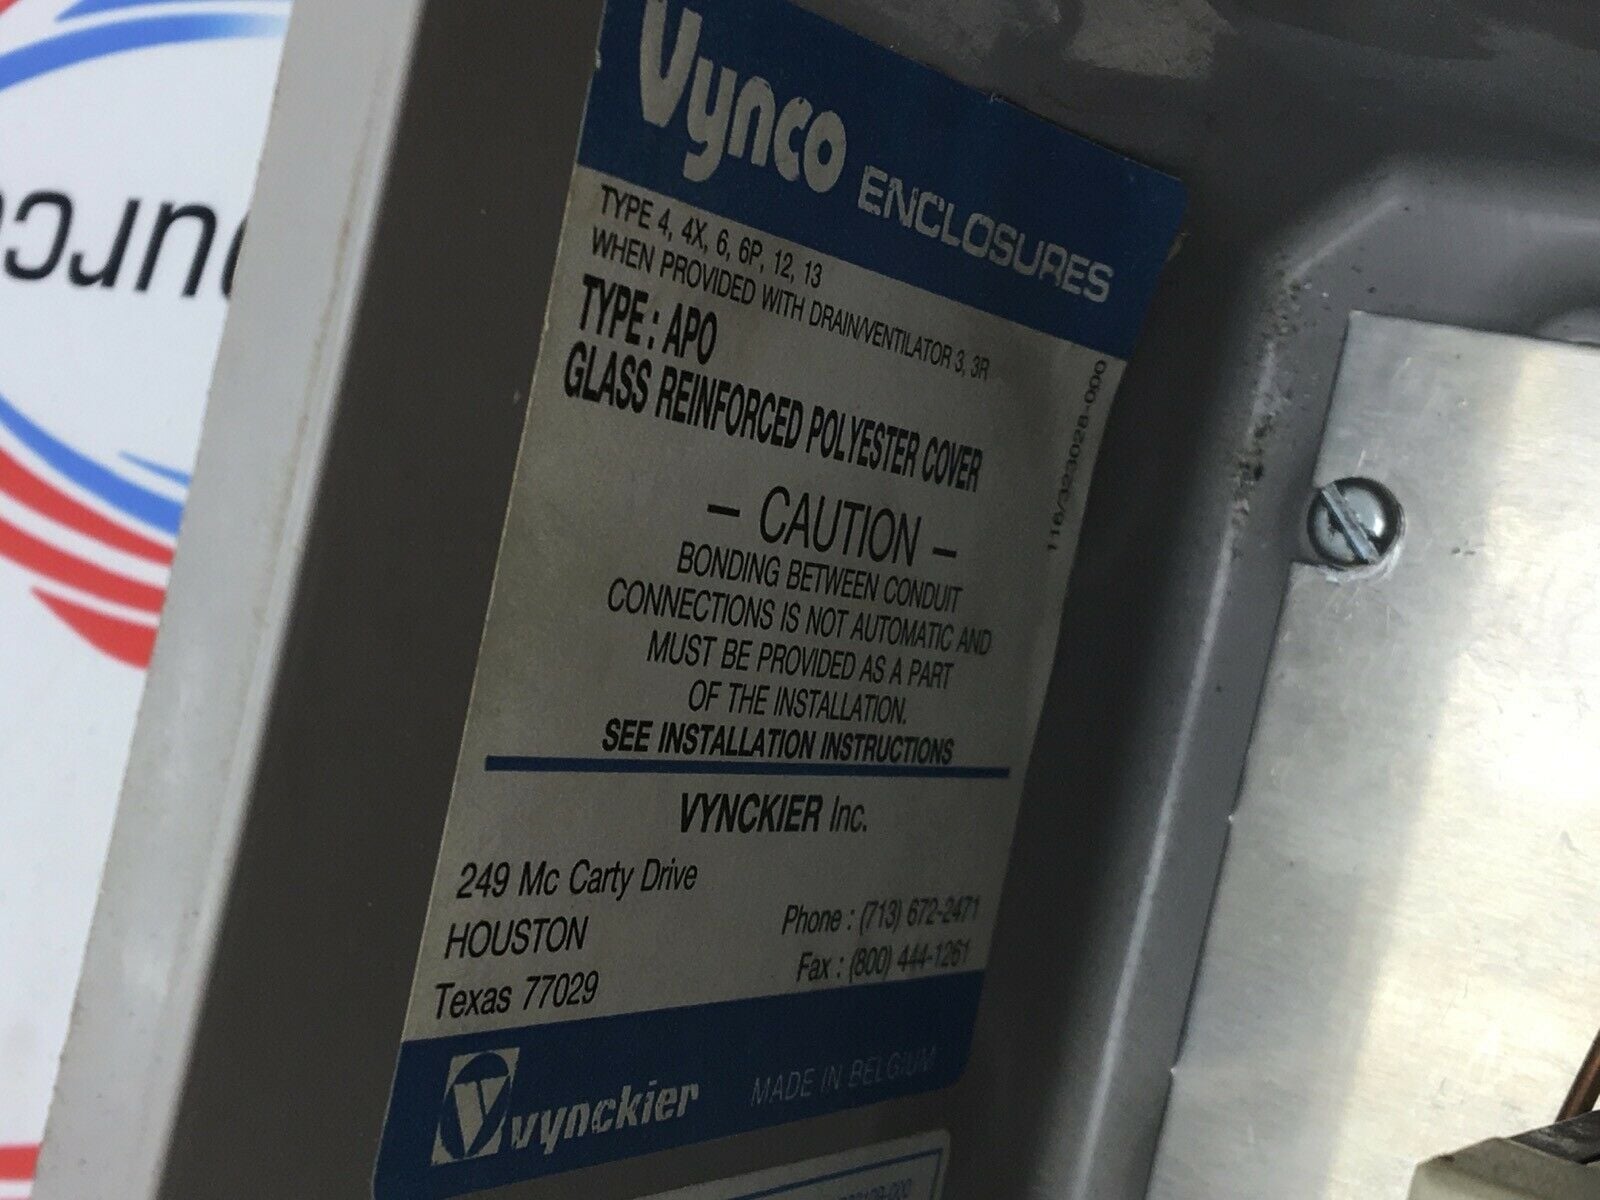 Vynco ENCLOSURES
TYPE 4, 4X, 6, 6P, 12, 13
WHEN PROVIDED WITH DRAIN/VENTILATOR 3, 3R
TYPE: APO
GLASS REINFORCED POLYESTER COVER
116/323028-000
– CAUTION –
BONDING BETWEEN CONDUIT
CONNECTIONS IS NOT AUTOMATIC AND
MUST BE PROVIDED AS A PART
OF THE INSTALLATION.
SEE INSTALLATION INSTRUCTIONS
VYNCKIER Inc.
249 Mc Carty Drive
HOUSTON
Texas 77029
Phone : (713) 672-2471
Fax : (800) 444-1261
vynckier MADE IN BELGIUM